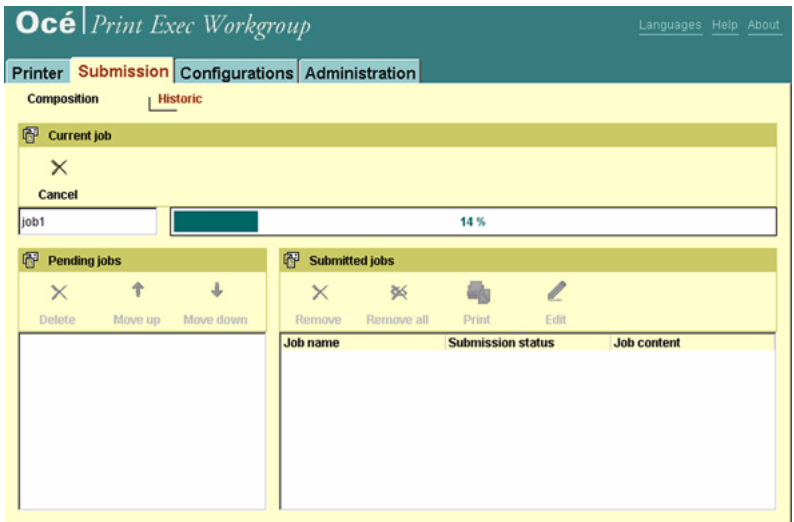 Océ Print Exec Workgroup
Languages Help About
Printer Submission Configurations Administration
Composition Historic
Current job
Cancel
job1 14 %
Pending jobs
Delete Move up Move down
Submitted jobs
Remove Remove all Print Edit
Job name Submission status Job content